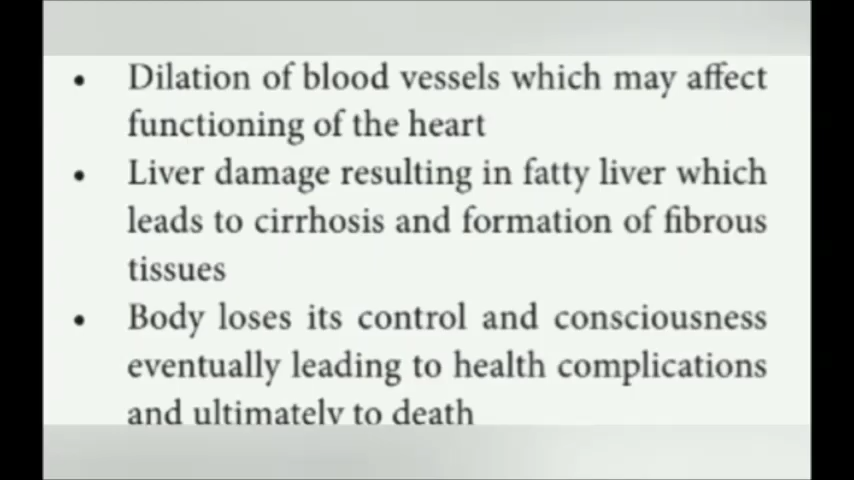 • Dilation of blood vessels which may affect
functioning of the heart
• Liver damage resulting in fatty liver which
leads to cirrhosis and formation of fibrous
tissues
• Body loses its control and consciousness
eventually leading to health complications
and ultimately to death